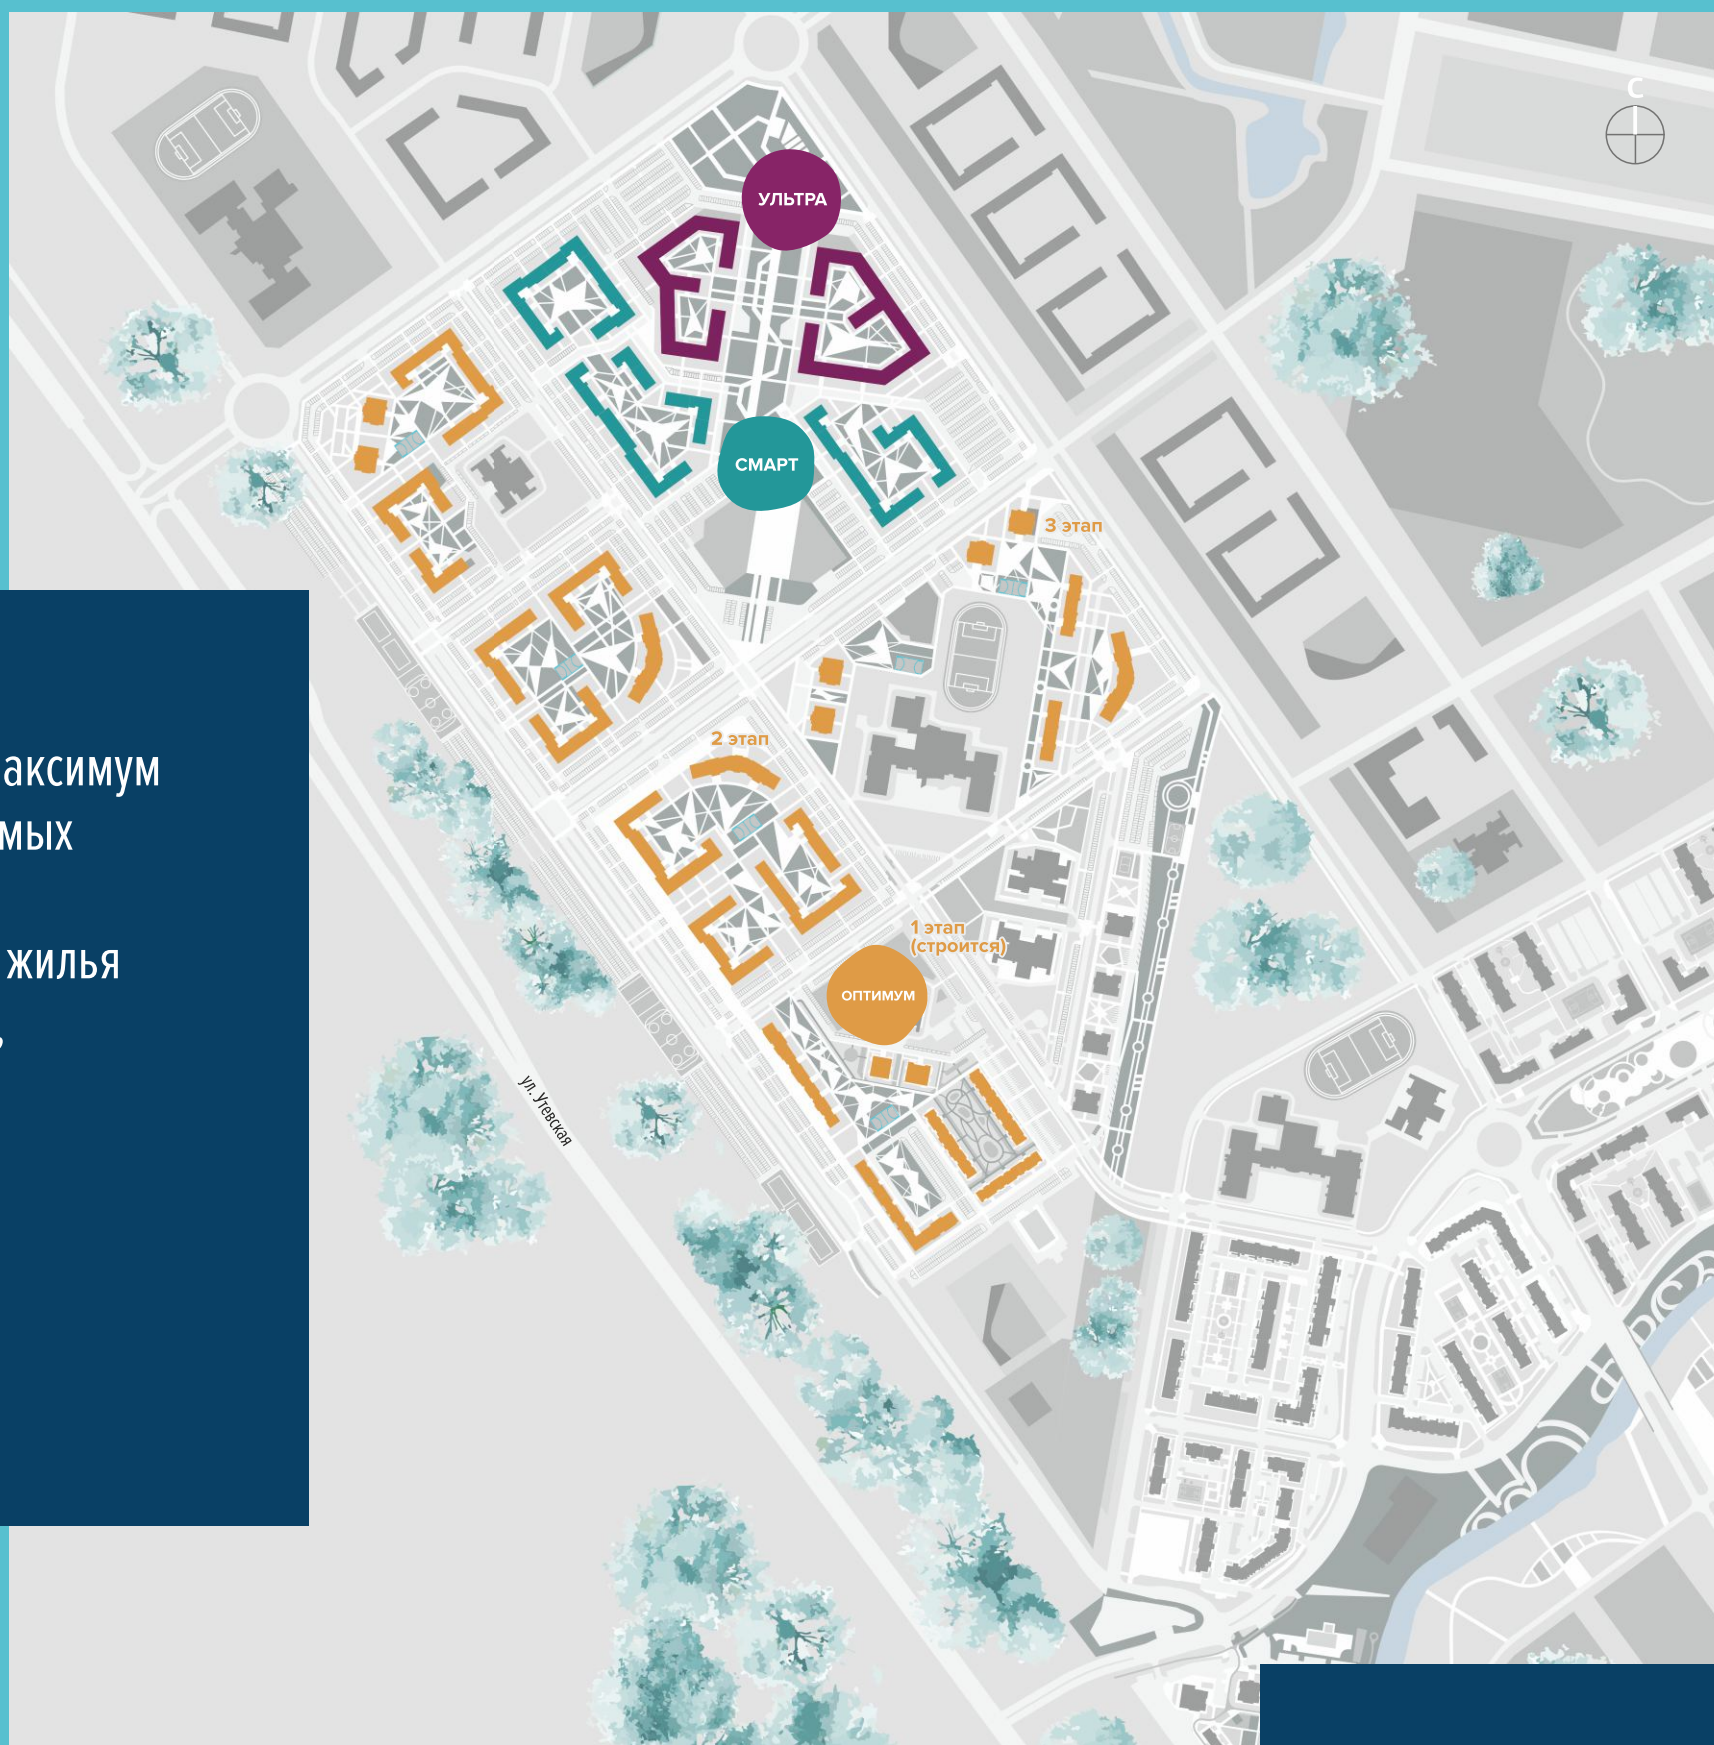 С
УЛЬТРА
СМАРТ
3 этап
2 этап
1 этап
(строится)
ОПТИМУМ
ул. Утевская
аксимум
мых
жилья
,